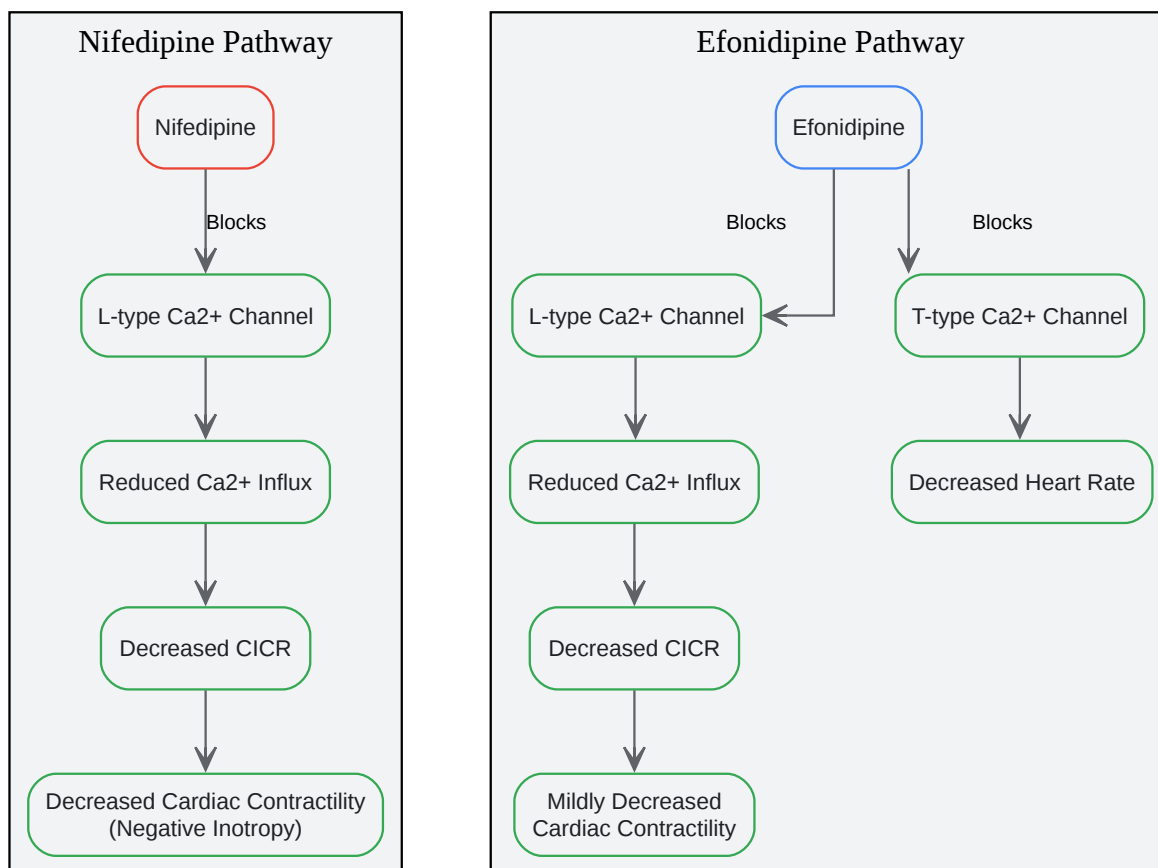 Nifedipine Pathway
Nifedipine
Blocks
L-type Ca2+ Channel
Reduced Ca2+ Influx
Decreased CICR
Decreased Cardiac Contractility
(Negative Inotropy)
Efonidipine Pathway
Efonidipine
Blocks
Blocks
L-type Ca2+ Channel
T-type Ca2+ Channel
Reduced Ca2+ Influx
Decreased Heart Rate
Decreased CICR
Mildly Decreased
Cardiac Contractility